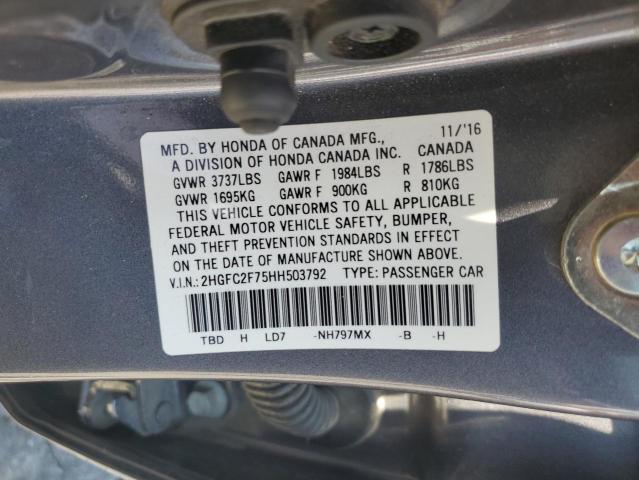 MFD. BY HONDA OF CANADA MFG., 11/'16
A DIVISION OF HONDA CANADA INC. CANADA
GVWR 3737LBS GAWR F 1984LBS R 1786LBS
GVWR 1695KG GAWR F 900KG R 810KG
THIS VEHICLE CONFORMS TO ALL APPLICABLE
FEDERAL MOTOR VEHICLE SAFETY, BUMPER,
AND THEFT PREVENTION STANDARDS IN EFFECT
ON THE DATE OF MANUFACTURE SHOWN ABOVE.
V.I.N.: 2HGFC2F75HH503792 TYPE: PASSENGER CAR
TBD H LD7 -NH797MX -B -H